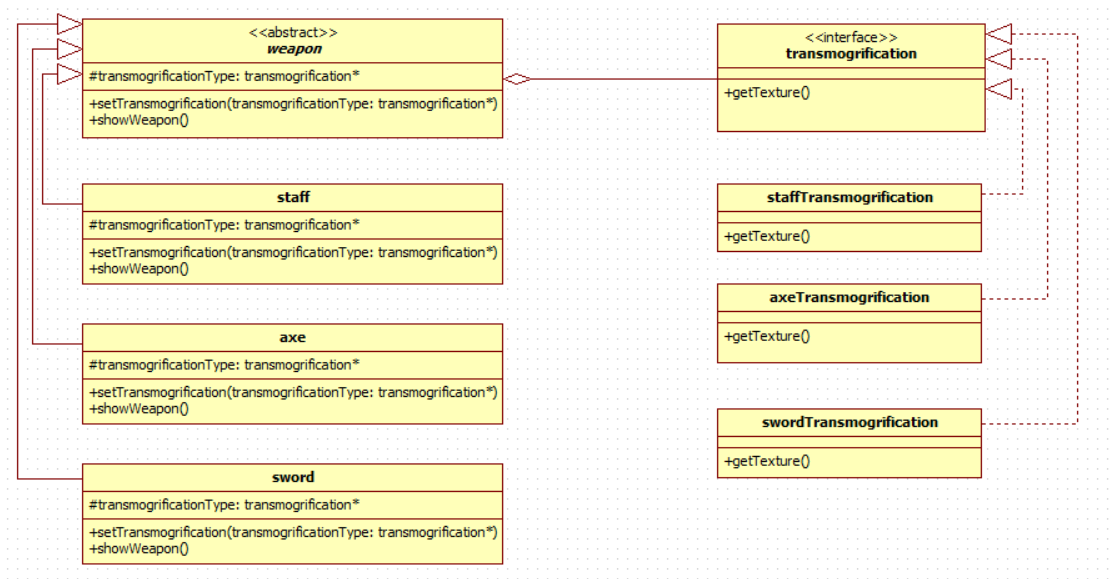 <<abstract>>
weapon
#transmogrificationType: transmogrification*
+setTransmogrification(transmogrificationType: transmogrification*)
+showWeapon()
<<interface>>
transmogrification
+getTexture()
staff
#transmogrificationType: transmogrification*
+setTransmogrification(transmogrificationType: transmogrification*)
+showWeapon()
staffTransmogrification
+getTexture()
axe
#transmogrificationType: transmogrification*
+setTransmogrification(transmogrificationType: transmogrification*)
+showWeapon()
axeTransmogrification
+getTexture()
sword
#transmogrificationType: transmogrification*
+setTransmogrification(transmogrificationType: transmogrification*)
+showWeapon()
swordTransmogrification
+getTexture()